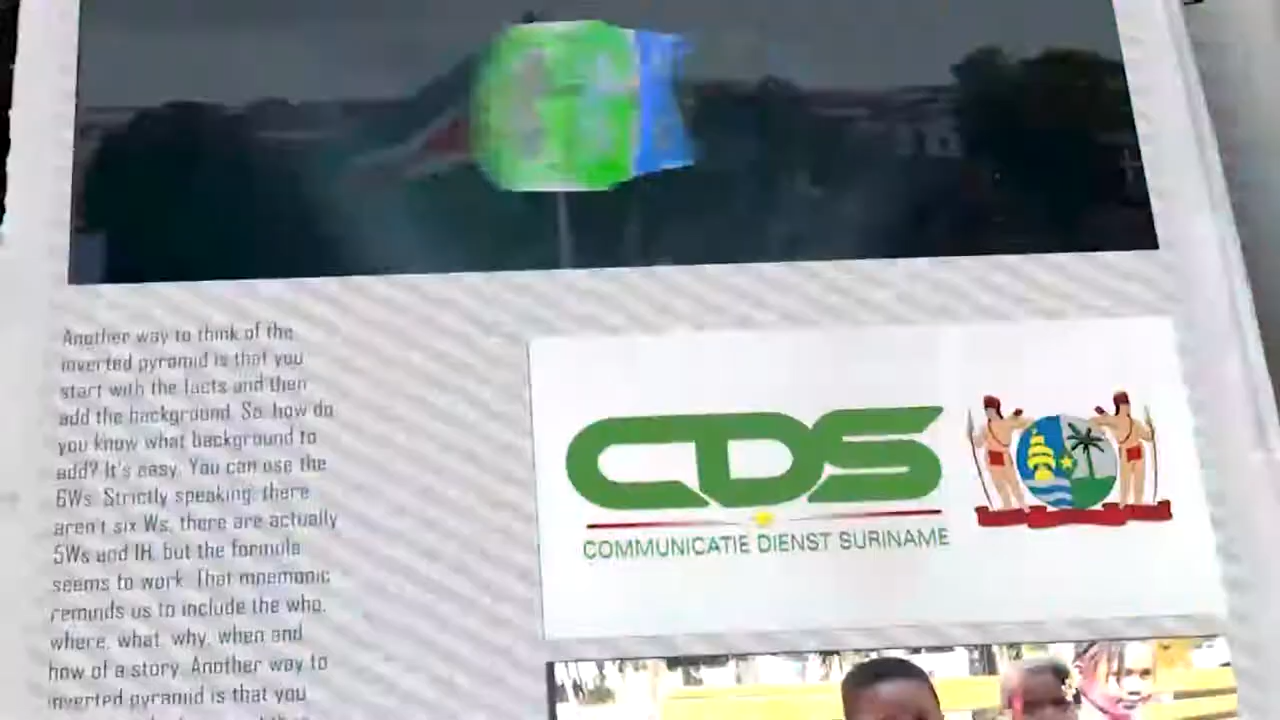 Another way to think of the
inverted pyramid is that you
start with the facts and then
add the background. So, how do
you know what background to
add? It's easy. You can use the
6Ws. Strictly speaking, there
aren't six Ws, there are actually
5Ws and 1H, but the formula
seems to work. That mnemonic
reminds us to include the who,
where, what, why, when and
how of a story. Another way to
inverted pyramid is that you
CDS
COMMUNICATIE DIENST SURINAME